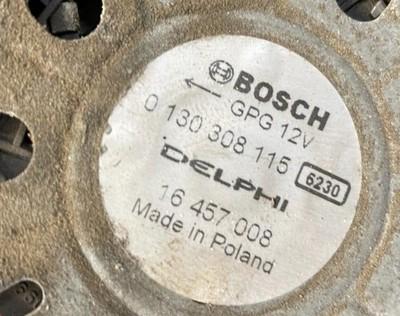 BOSCH
GPG 12V
0 130 308 115
DELPHI 6230
16 457 008
Made in Poland